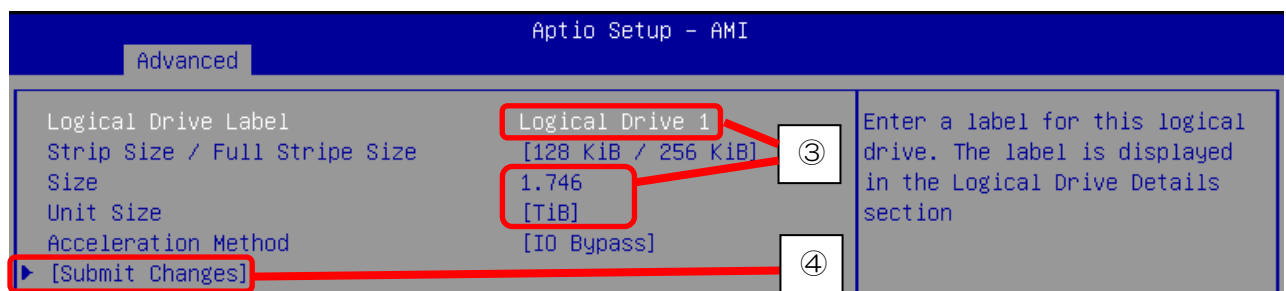 Aptio Setup – AMI
Advanced
Logical Drive Label Logical Drive 1
Strip Size / Full Stripe Size [128 KiB / 256 KiB]
Size 1.746
Unit Size [TiB]
Acceleration Method [IO Bypass]
[Submit Changes]
③
④
Enter a label for this logical
drive. The label is displayed
in the Logical Drive Details
section